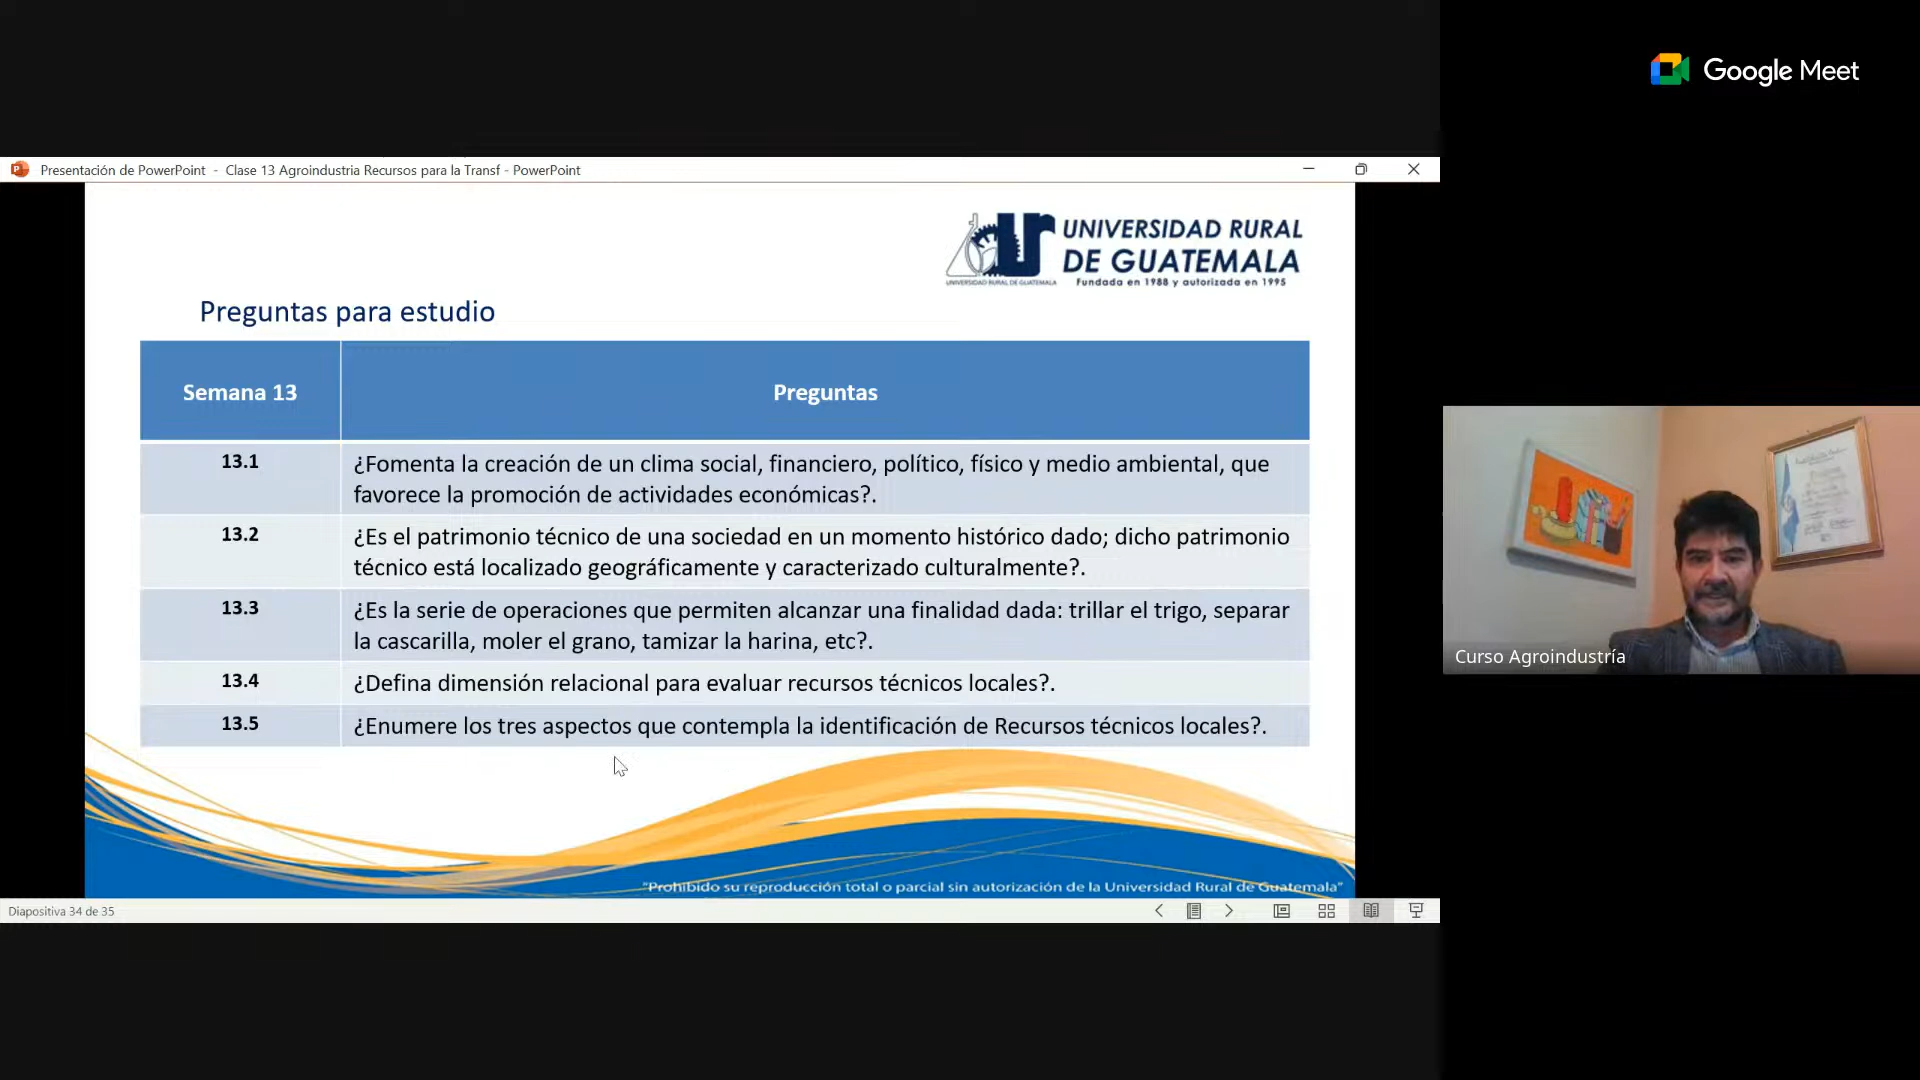 Google Meet
Presentación de PowerPoint - Clase 13 Agroindustria Recursos para la Transf - PowerPoint
UNIVERSIDAD RURAL
DE GUATEMALA
UNIVERSIDAD RURAL DE GUATEMALA
Fundada en 1988 y autorizada en 1995
Preguntas para estudio
Semana 13 Preguntas
13.1 ¿Fomenta la creación de un clima social, financiero, político, físico y medio ambiental, que
favorece la promoción de actividades económicas?.
13.2 ¿Es el patrimonio técnico de una sociedad en un momento histórico dado; dicho patrimonio
técnico está localizado geográficamente y caracterizado culturalmente?.
13.3 ¿Es la serie de operaciones que permiten alcanzar una finalidad dada: trillar el trigo, separar
la cascarilla, moler el grano, tamizar la harina, etc?.
13.4 ¿Defina dimensión relacional para evaluar recursos técnicos locales?.
13.5 ¿Enumere los tres aspectos que contempla la identificación de Recursos técnicos locales?.
"Prohibido su reproducción total o parcial sin autorización de la Universidad Rural de Guatemala"
Diapositiva 34 de 35
Curso Agroindustría